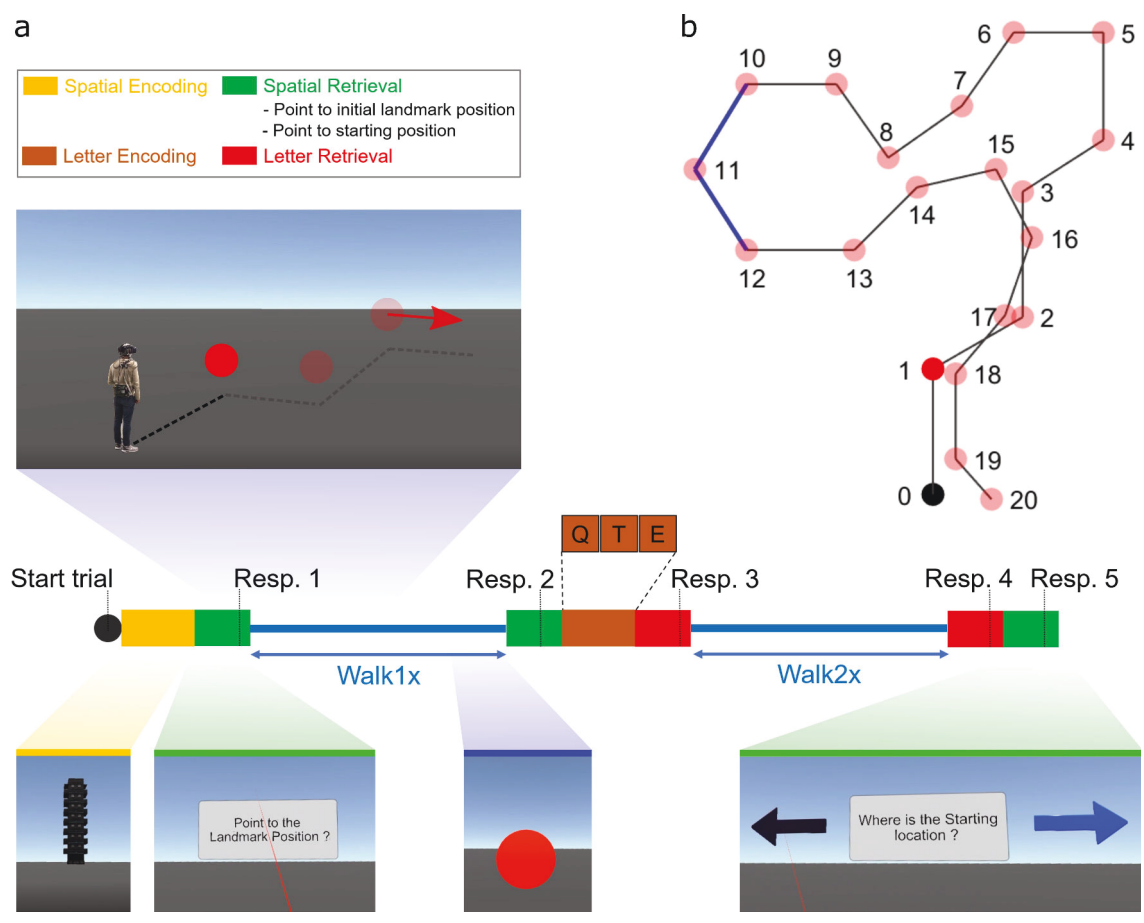 a
b
Spatial Encoding
Spatial Retrieval
- Point to initial landmark position
- Point to starting position
Letter Encoding
Letter Retrieval
10
9
6
5
7
8
11
15
4
14
3
16
12
13
17
2
1
18
19
0
20
Q T E
Start trial
Resp. 1
Resp. 2
Resp. 3
Resp. 4
Resp. 5
Walk1x
Walk2x
Point to the
Landmark Position ?
Where is the Starting
location ?